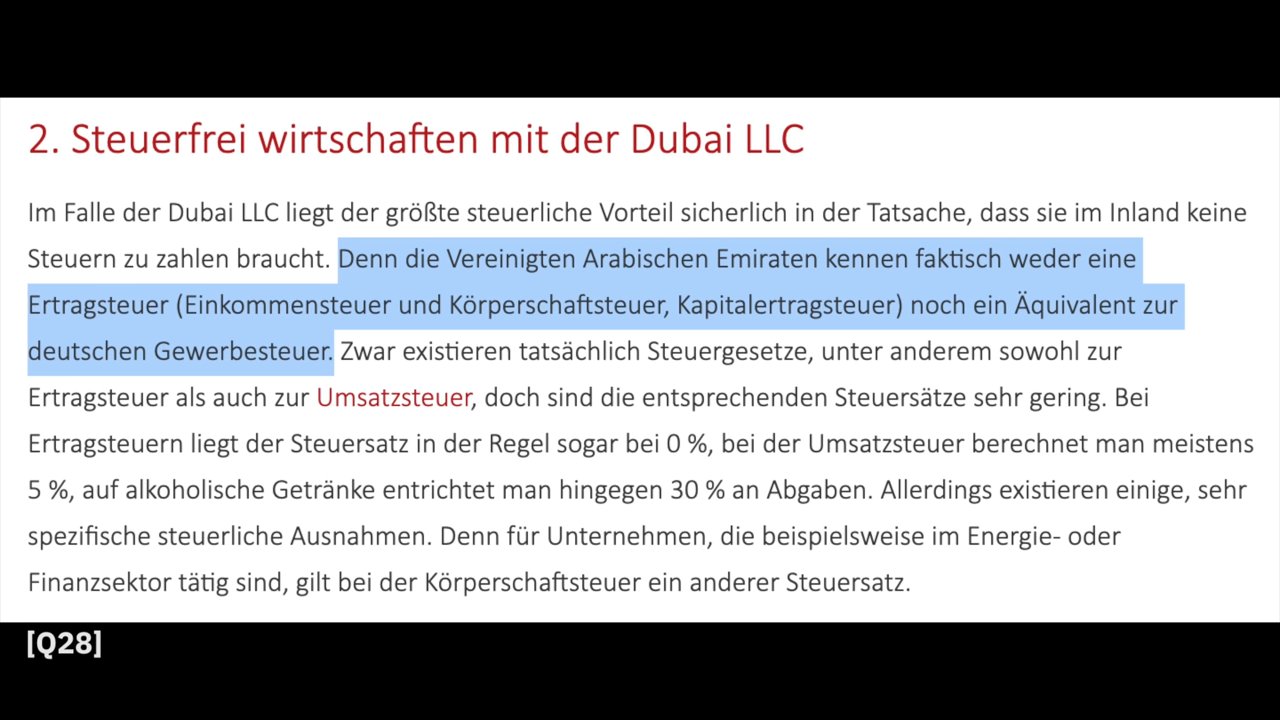 2. Steuerfrei wirtschaften mit der Dubai LLC
Im Falle der Dubai LLC liegt der größte steuerliche Vorteil sicherlich in der Tatsache, dass sie im Inland keine
Steuern zu zahlen braucht. Denn die Vereinigten Arabischen Emiraten kennen faktisch weder eine
Ertragsteuer (Einkommensteuer und Körperschaftsteuer, Kapitalertragsteuer) noch ein Äquivalent zur
deutschen Gewerbesteuer. Zwar existieren tatsächlich Steuergesetze, unter anderem sowohl zur
Ertragsteuer als auch zur Umsatzsteuer, doch sind die entsprechenden Steuersätze sehr gering. Bei
Ertragsteuern liegt der Steuersatz in der Regel sogar bei 0 %, bei der Umsatzsteuer berechnet man meistens
5 %, auf alkoholische Getränke entrichtet man hingegen 30 % an Abgaben. Allerdings existieren einige, sehr
spezifische steuerliche Ausnahmen. Denn für Unternehmen, die beispielsweise im Energie- oder
Finanzsektor tätig sind, gilt bei der Körperschaftsteuer ein anderer Steuersatz.
[Q28]